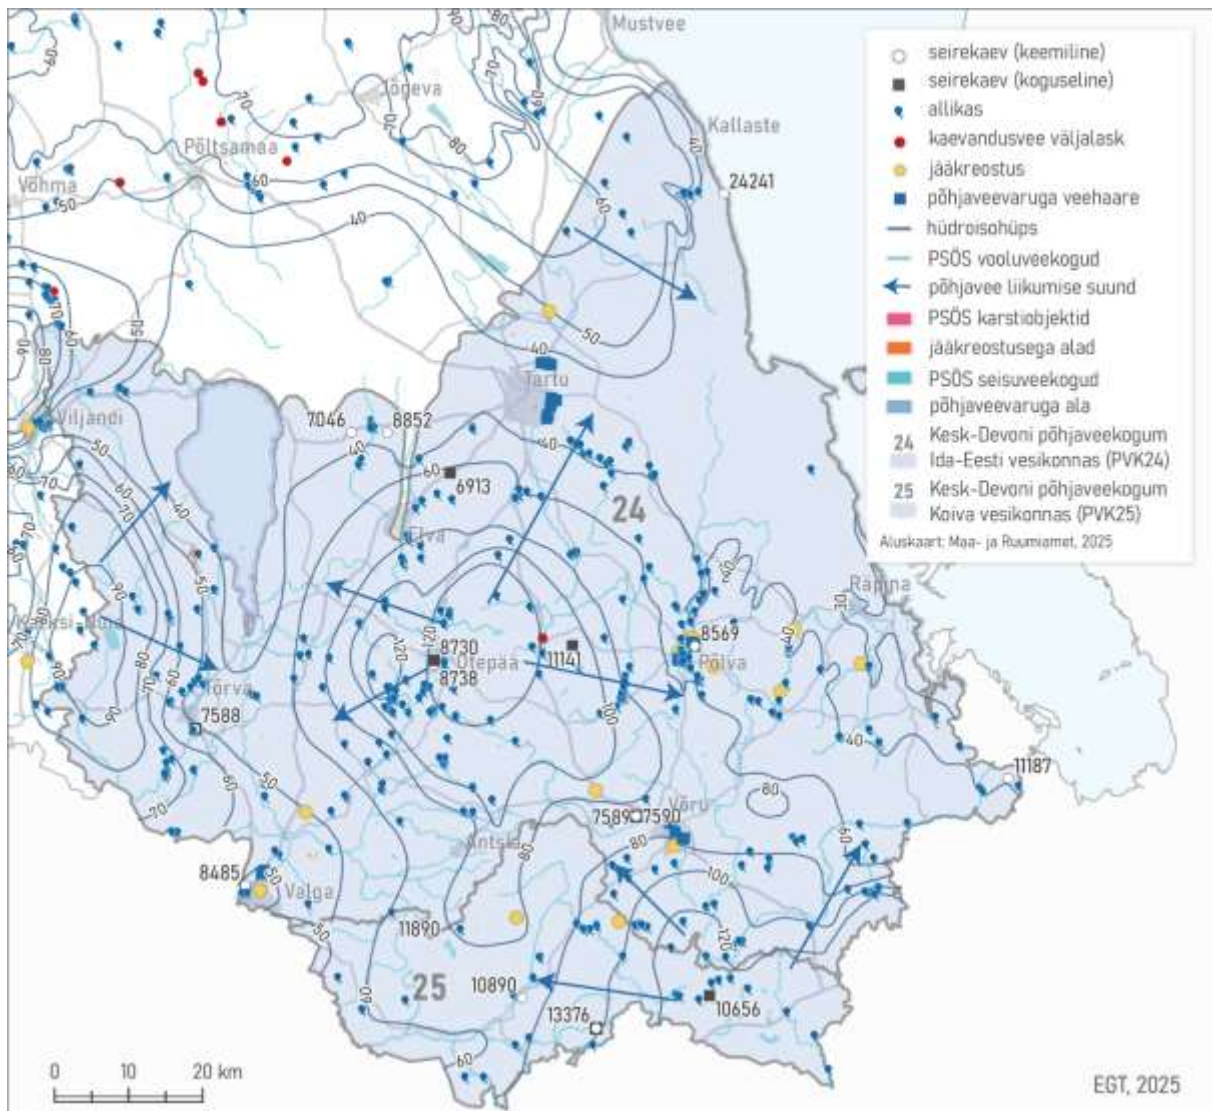 Mustvee
Jõgeva
Kallaste
Põltsamaa
Võhma
24241
Tartu
Viljandi
7046
8852
6913
24
Elva
Räpina
Karksi-Nuia
8730
8738
Otepää
11141
8569
Põlva
Tõrva
7588
11187
7589
7590
Võru
Antsla
8485
Valga
11890
25
10890
10656
13376
seirekaev (keemiline)
seirekaev (koguseline)
allikas
kaevandusvee väljalask
jääkreostus
põhjaveevaruga veehaare
hüdroisohüps
PSÖS vooluveekogud
põhjavee liikumise suund
PSÖS karstiobjektid
jääkreostusega alad
PSÖS seisuveekogud
põhjaveevaruga ala
24 Kesk-Devoni põhjaveekogum
Ida-Eesti vesikonnas (PVK24)
25 Kesk-Devoni põhjaveekogum
Koiva vesikonnas (PVK25)
Aluskaart: Maa- ja Ruumiamet, 2025
0 10 20 km
EGT, 2025